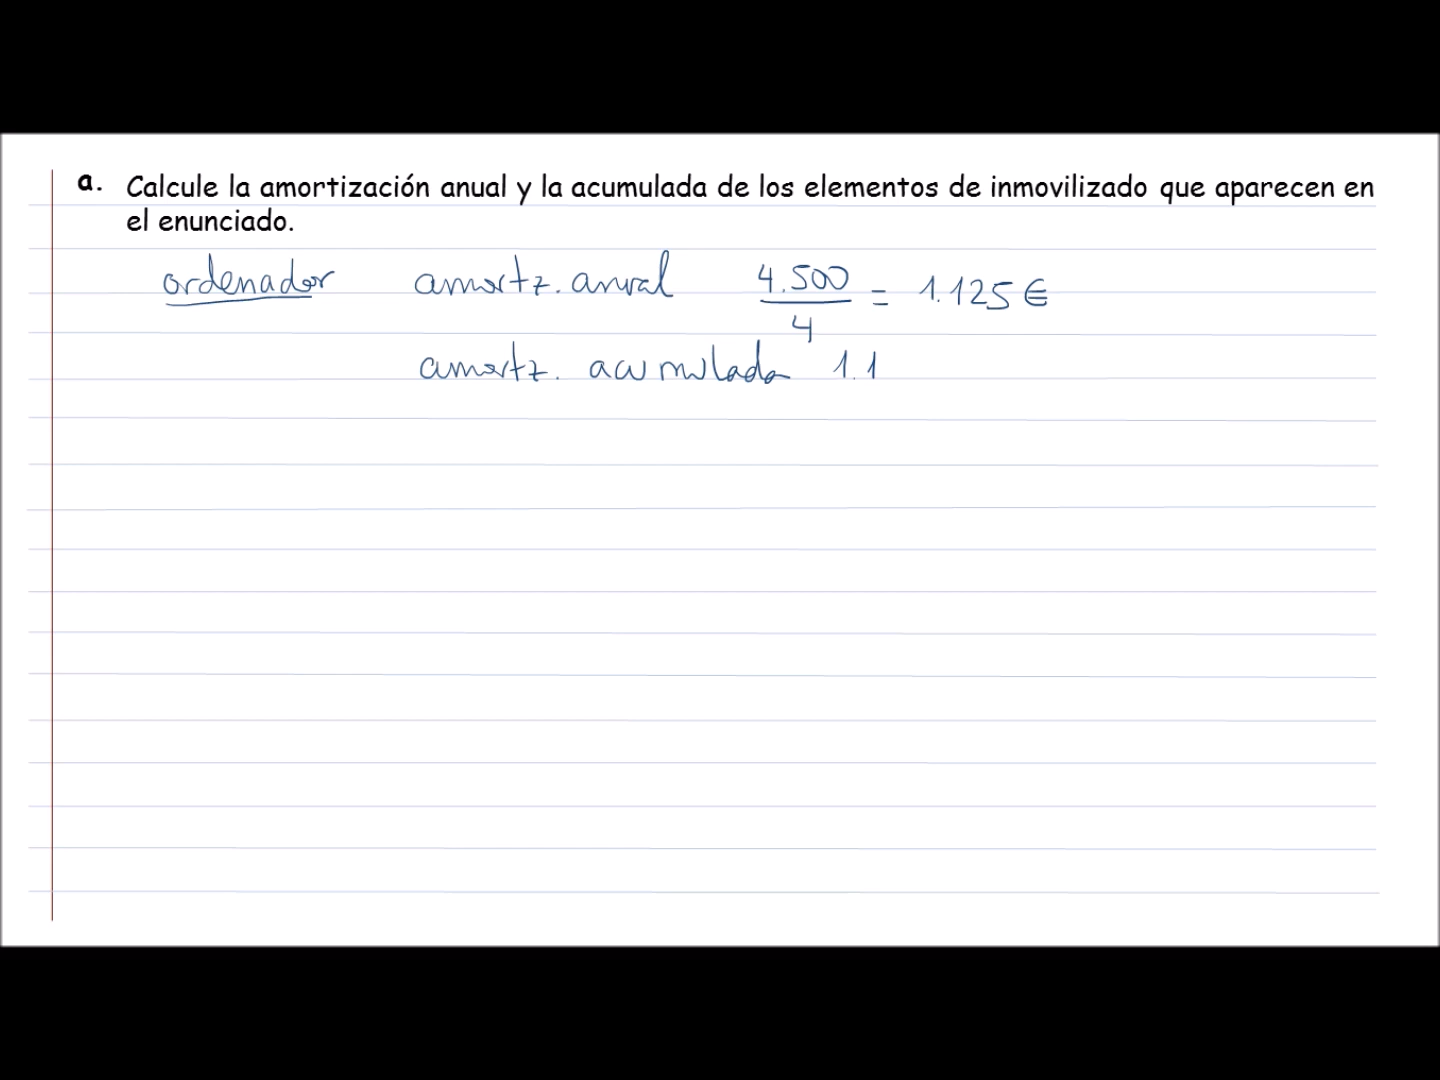 a. Calcule la amortización anual y la acumulada de los elementos de inmovilizado que aparecen en
el enunciado.
ordenador amortz. anual 4.500 / 4 = 1.125 €
amortz. acumulada 1.1